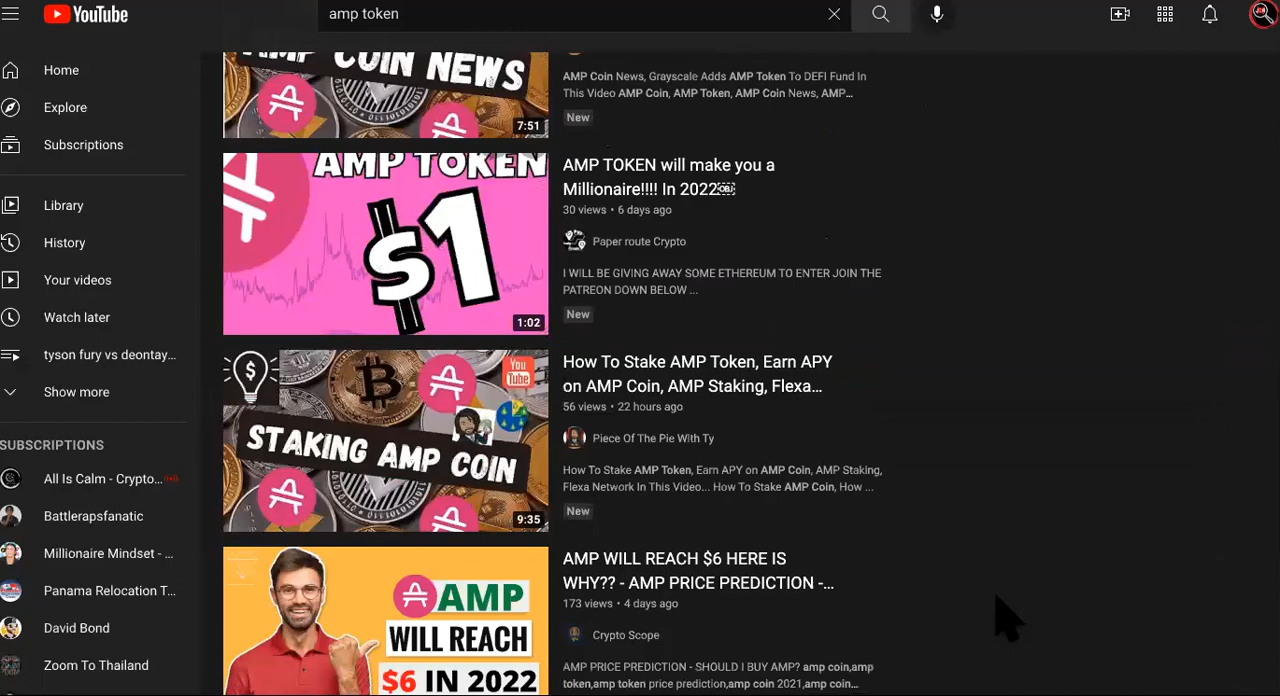 YouTube
amp token
Home
Explore
Subscriptions
Library
History
Your videos
Watch later
tyson fury vs deontay...
Show more
SUBSCRIPTIONS
All Is Calm - Crypto...
Battlerapsfanatic
Millionaire Mindset - ...
Panama Relocation T...
David Bond
Zoom To Thailand
AMP COIN NEWS
7:51
AMP Coin News, Grayscale Adds AMP Token To DEFI Fund In
This Video AMP Coin, AMP Token, AMP Coin News, AMP...
New
AMP TOKEN
$1
1:02
AMP TOKEN will make you a
Millionaire!!!! In 2022
30 views • 6 days ago
Paper route Crypto
I WILL BE GIVING AWAY SOME ETHEREUM TO ENTER JOIN THE
PATREON DOWN BELOW ...
New
You
Tube
STAKING AMP COIN
9:35
How To Stake AMP Token, Earn APY
on AMP Coin, AMP Staking, Flexa...
56 views • 22 hours ago
Piece Of The Pie With Ty
How To Stake AMP Token, Earn APY on AMP Coin, AMP Staking,
Flexa Network In This Video... How To Stake AMP Coin, How ...
New
AMP
WILL REACH
$6 IN 2022
AMP WILL REACH $6 HERE IS
WHY?? - AMP PRICE PREDICTION -...
173 views • 4 days ago
Crypto Scope
AMP PRICE PREDICTION - SHOULD I BUY AMP? amp coin,amp
token,amp token price prediction,amp coin 2021,amp coin...